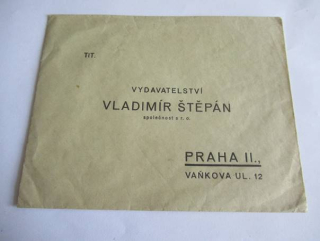 TIT.
VYDAVATELSTVÍ
VLADIMÍR ŠTĚPÁN
společnost s r. o.
PRAHA II.,
VAŇKOVA UL. 12